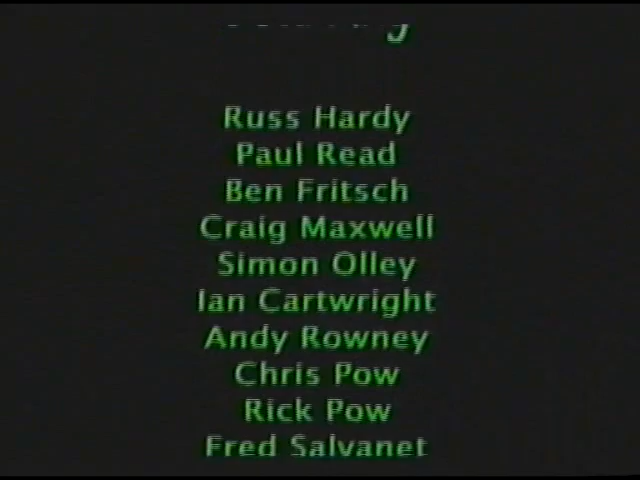 Russ Hardy
Paul Read
Ben Fritsch
Craig Maxwell
Simon Olley
Ian Cartwright
Andy Rowney
Chris Pow
Rick Pow
Fred Salvanet